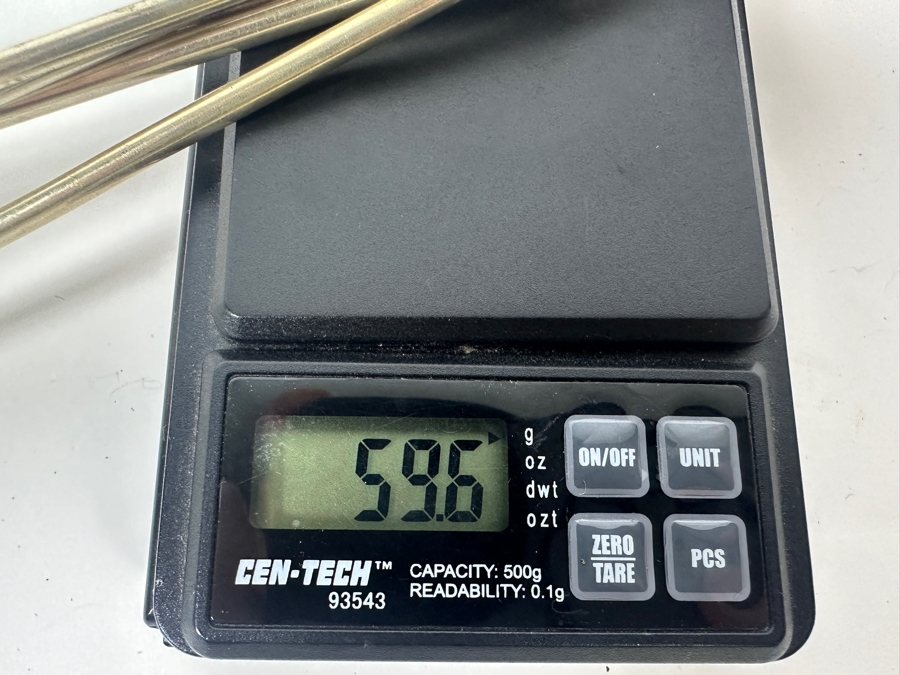 59.6
g
oz
dwt
ozt
ON/OFF
UNIT
ZERO
TARE
PCS
CEN-TECH™
93543
CAPACITY: 500g
READABILITY: 0.1g